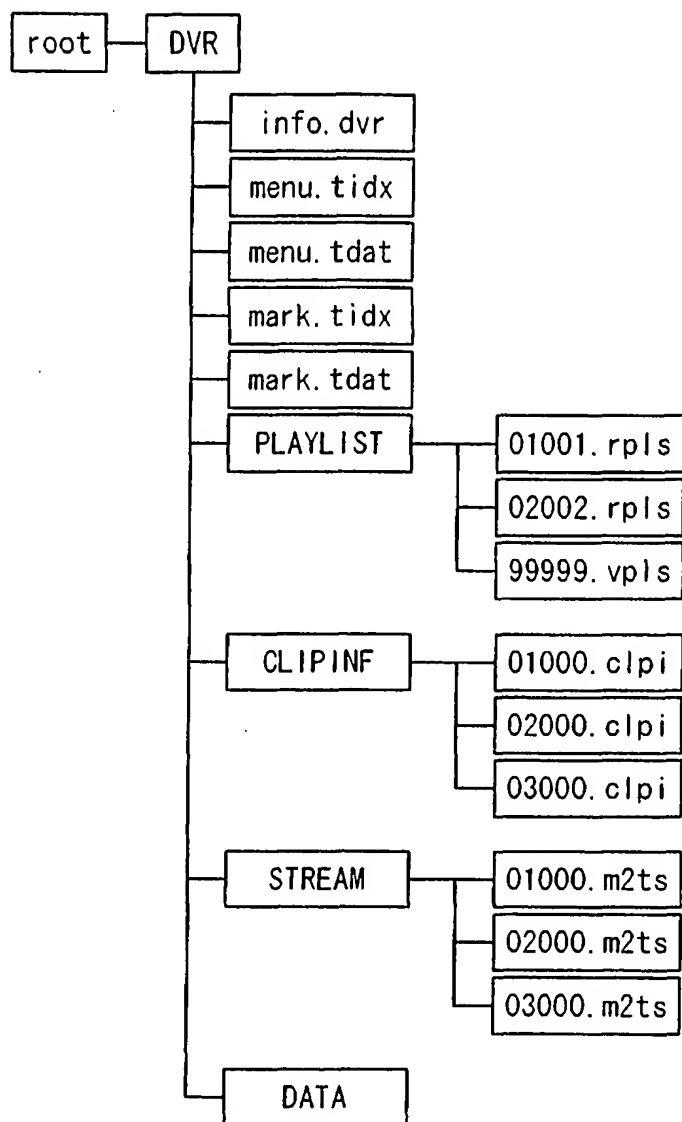 root DVR
info.dvr
menu.tidx
menu.tdat
mark.tidx
mark.tdat
PLAYLIST
01001.rpls
02002.rpls
99999.vpls
CLIPINF
01000.clpi
02000.clpi
03000.clpi
STREAM
01000.m2ts
02000.m2ts
03000.m2ts
DATA